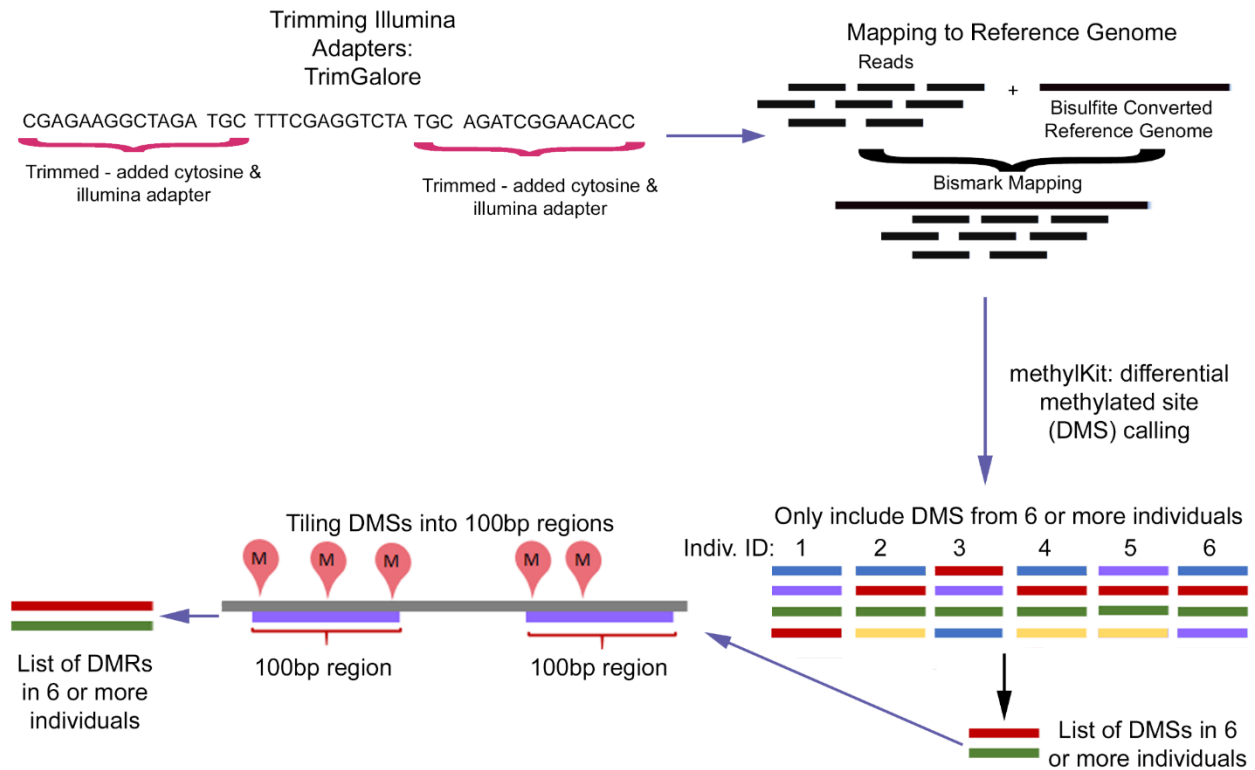 Trimming Illumina
Adapters:
TrimGalore
CGAGAAGGCTAGA TGC TTTCGAGGTCTA TGC AGATCGGAACACC
Trimmed - added cytosine &
illumina adapter
Trimmed - added cytosine &
illumina adapter
Mapping to Reference Genome
Reads
+
Bisulfite Converted
Reference Genome
Bismark Mapping
methylKit: differential
methylated site
(DMS) calling
Only include DMS from 6 or more individuals
Indiv. ID: 1 2 3 4 5 6
List of DMSs in 6
or more individuals
Tiling DMSs into 100bp regions
M M M M M
100bp region 100bp region
List of DMRs
in 6 or more
individuals